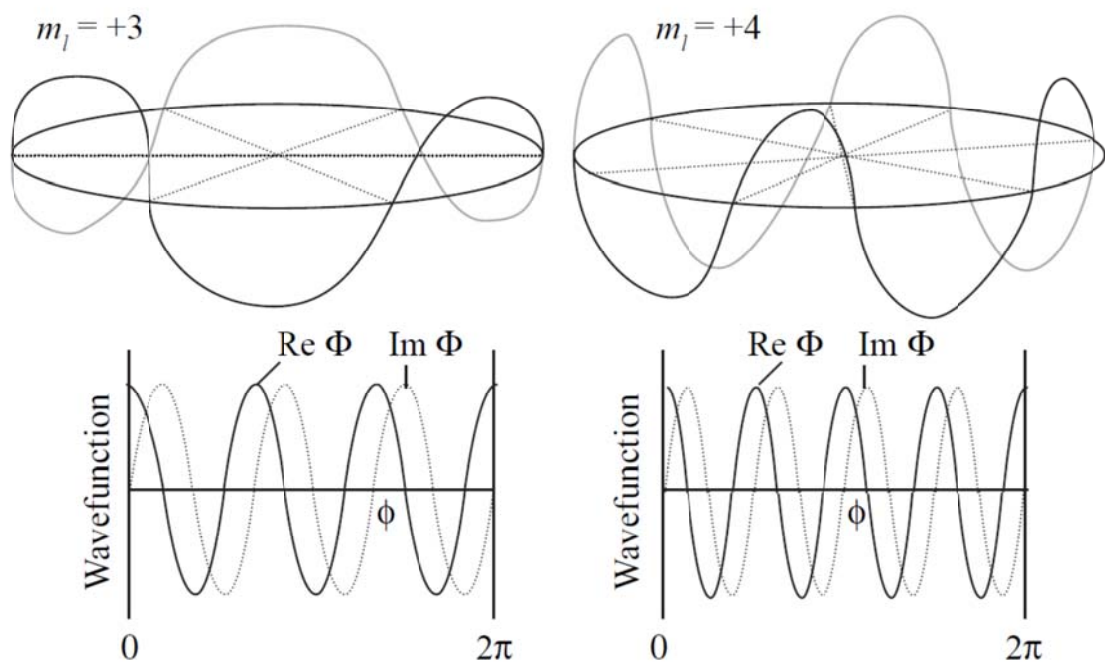 m_l = +3
m_l = +4
Re Φ
Im Φ
Wavefunction
ϕ
0
2π
Re Φ
Im Φ
Wavefunction
ϕ
0
2π